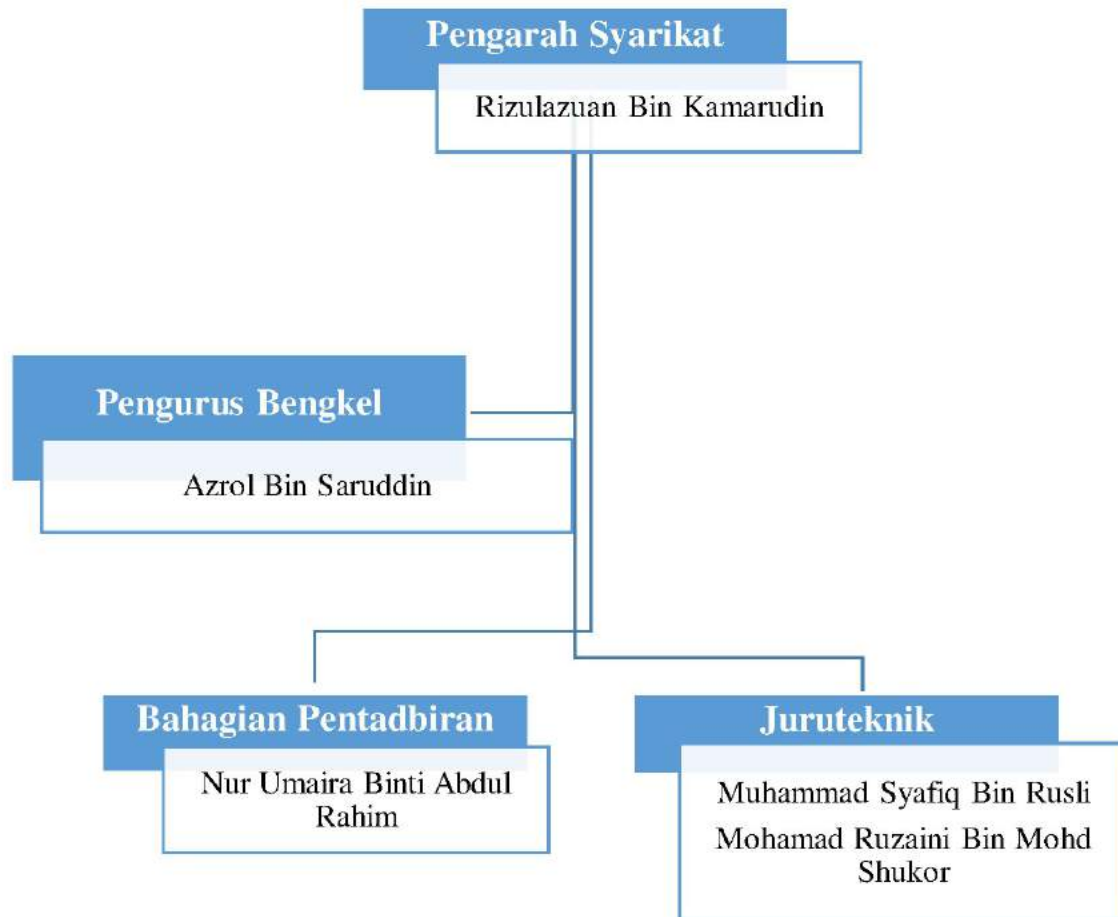 Pengarah Syarikat
Rizulazuan Bin Kamarudin
Pengurus Bengkel
Azrol Bin Saruddin
Bahagian Pentadbiran
Nur Umaira Binti Abdul
Rahim
Juruteknik
Muhammad Syafiq Bin Rusli
Mohamad Ruzaini Bin Mohd
Shukor